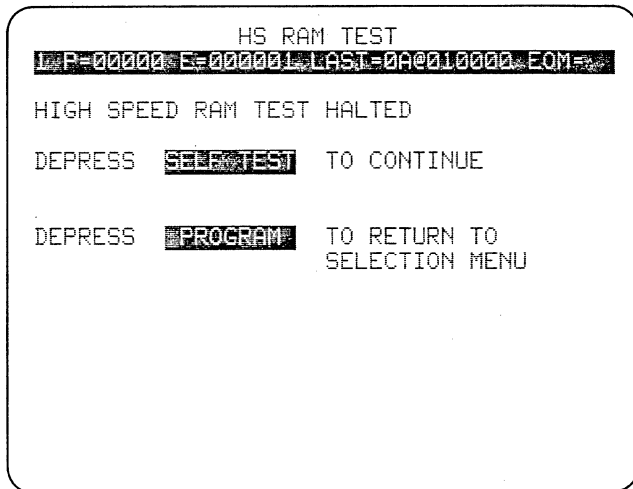 HS RAM TEST
1 P=00000 E=000001 LAST=0A@010000 EOM=
HIGH SPEED RAM TEST HALTED
DEPRESS SELF TEST TO CONTINUE
DEPRESS PROGRAM TO RETURN TO
SELECTION MENU